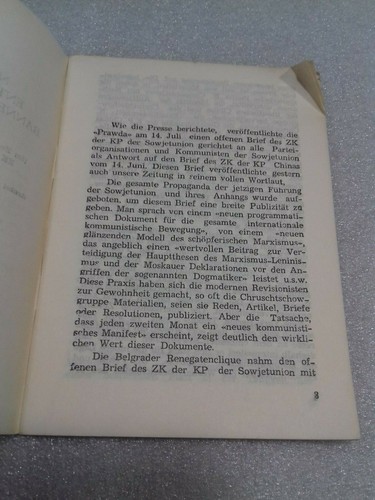 Wie die Presse berichtete, veröffentlichte die
«Prawda» am 14. Juli einen offenen Brief des ZK
der KP der Sowjetunion gerichtet an alle Partei-
organisationen und Kommunisten der Sowjetunion
als Antwort auf den Brief des ZK der KP Chinas
vom 14. Juni. Diesen Brief veröffentlichte gestern
auch unsere Zeitung in reinem vollen Wortlaut.
Die gesamte Propaganda der jetzigen Führung
der Sowjetunion, und ihres Anhangs wurde auf-
geboten, um diesem Brief eine breite Publizität zu
geben. Man sprach von einem «neuen programmati-
schen Dokument für die gesamte internationale
kommunistische Bewegung», von einem «neuen
glänzenden Modell des schöpferischen Marxismus»,
das angeblich einen «wertvollen Beitrag zur Ver-
teidigung der Hauptthesen des Marxismus-Leninis-
mus und der Moskauer Deklarationen vor den An-
griffen der sogenannten Dogmatiker» leistet u.s.w.
Diese Praxis haben sich die modernen Revisionisten
zur Gewohnheit gemacht, so oft die Chruschtschow-
gruppe Materialien, seien sie Reden, Artikel, Briefe
oder Resolutionen, publiziert. Aber die Tatsache,
dass jeden zweiten Monat ein «neues kommunisti-
sches Manifest» erscheint, zeigt deutlich den wirkli-
chen Wert dieser Dokumente.
Die Belgrader Renegatenclique nahm den of-
fenen Brief des ZK der KP der Sowjetunion mit
3